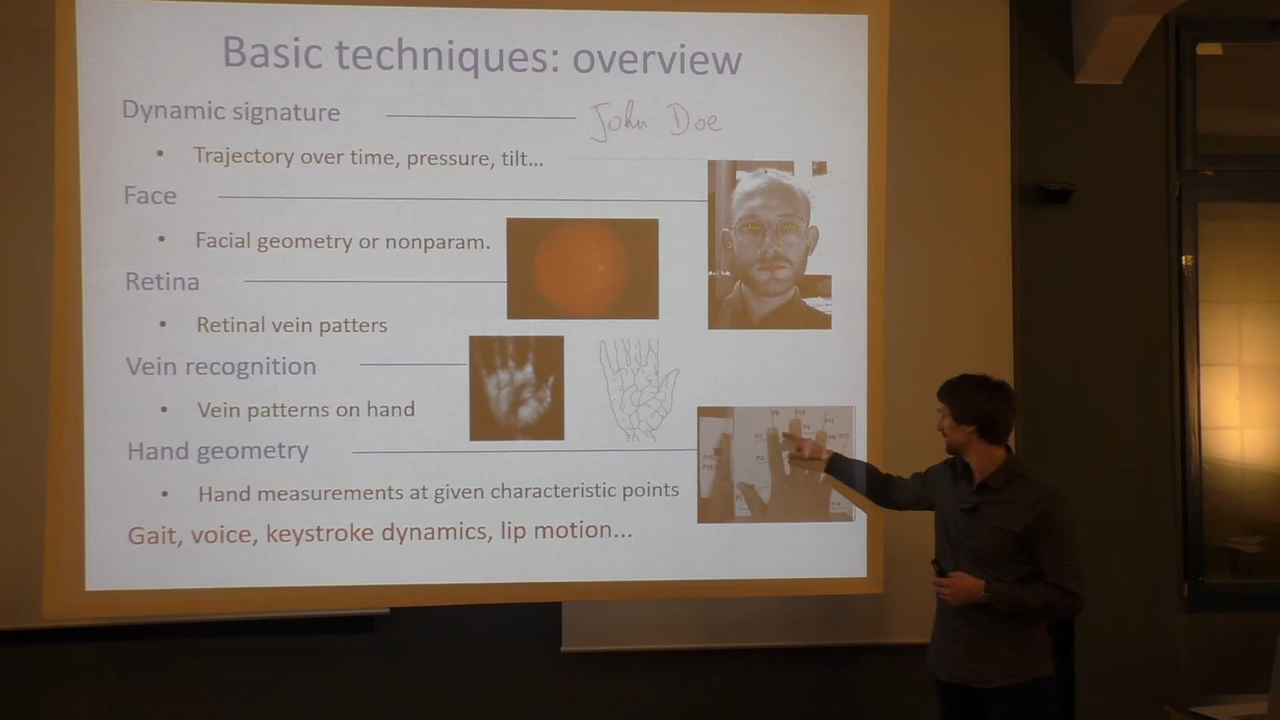 Basic techniques: overview
Dynamic signature
John Doe
• Trajectory over time, pressure, tilt...
Face
• Facial geometry or nonparam.
Retina
• Retinal vein patters
Vein recognition
• Vein patterns on hand
Hand geometry
• Hand measurements at given characteristic points
Gait, voice, keystroke dynamics, lip motion...